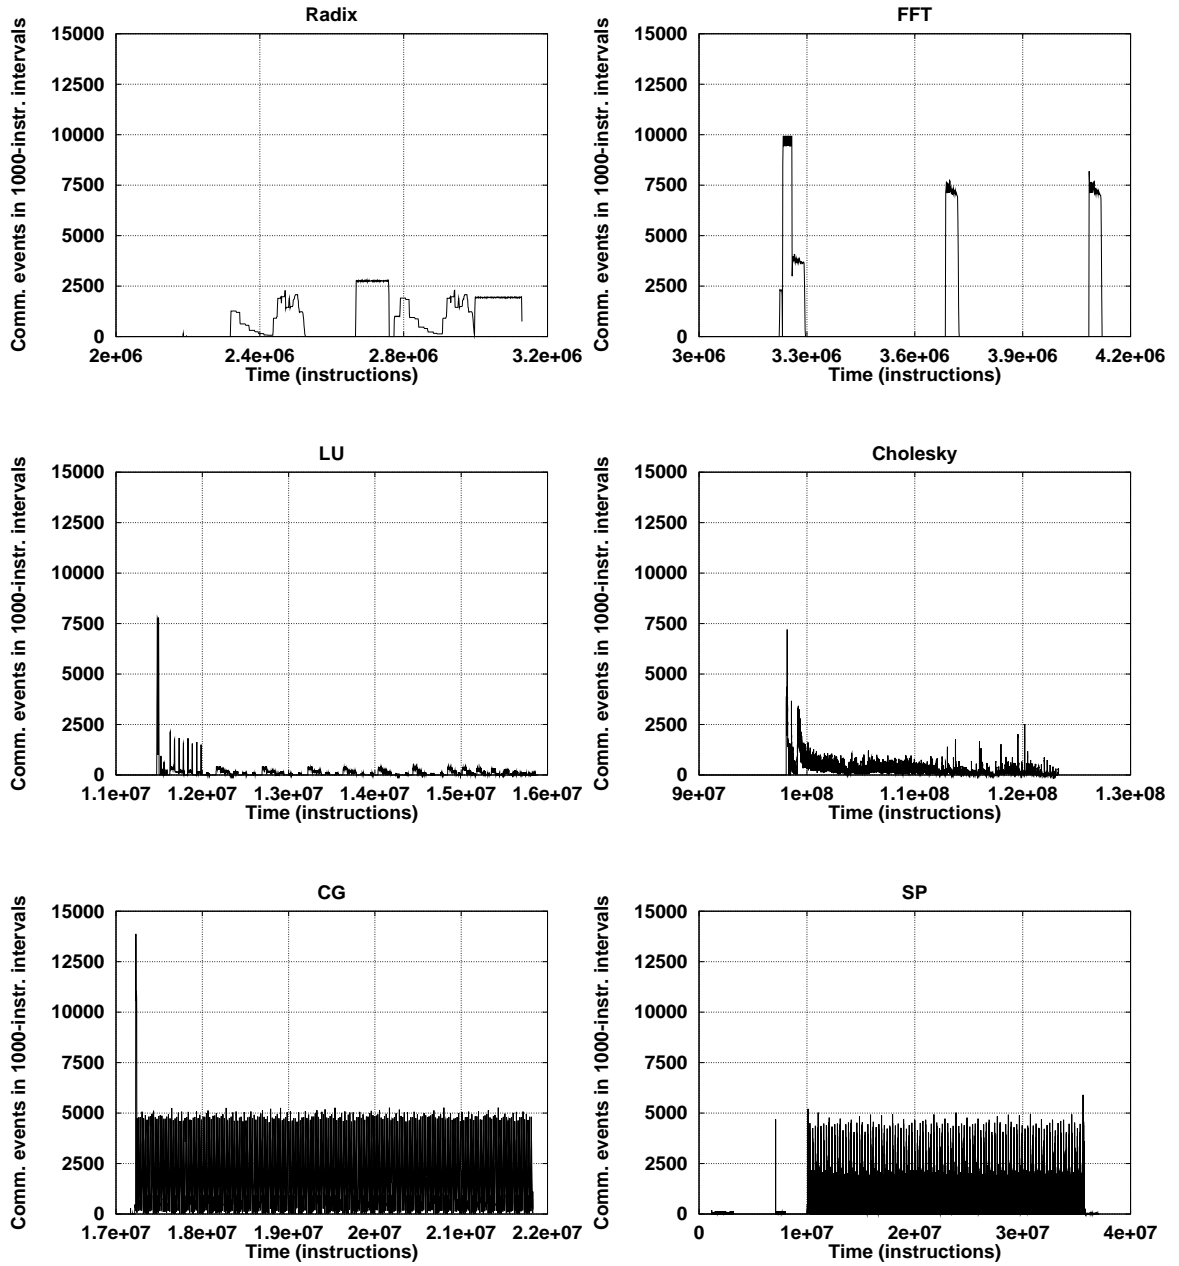 Radix
Comm. events in 1000-instr. intervals
15000
12500
10000
7500
5000
2500
0
2e+06 2.4e+06 2.8e+06 3.2e+06
Time (instructions)
FFT
Comm. events in 1000-instr. intervals
15000
12500
10000
7500
5000
2500
0
3e+06 3.3e+06 3.6e+06 3.9e+06 4.2e+06
Time (instructions)
LU
Comm. events in 1000-instr. intervals
15000
12500
10000
7500
5000
2500
0
1.1e+07 1.2e+07 1.3e+07 1.4e+07 1.5e+07 1.6e+07
Time (instructions)
Cholesky
Comm. events in 1000-instr. intervals
15000
12500
10000
7500
5000
2500
0
9e+07 1e+08 1.1e+08 1.2e+08 1.3e+08
Time (instructions)
CG
Comm. events in 1000-instr. intervals
15000
12500
10000
7500
5000
2500
0
1.7e+07 1.8e+07 1.9e+07 2e+07 2.1e+07 2.2e+07
Time (instructions)
SP
Comm. events in 1000-instr. intervals
15000
12500
10000
7500
5000
2500
0
0 1e+07 2e+07 3e+07 4e+07
Time (instructions)